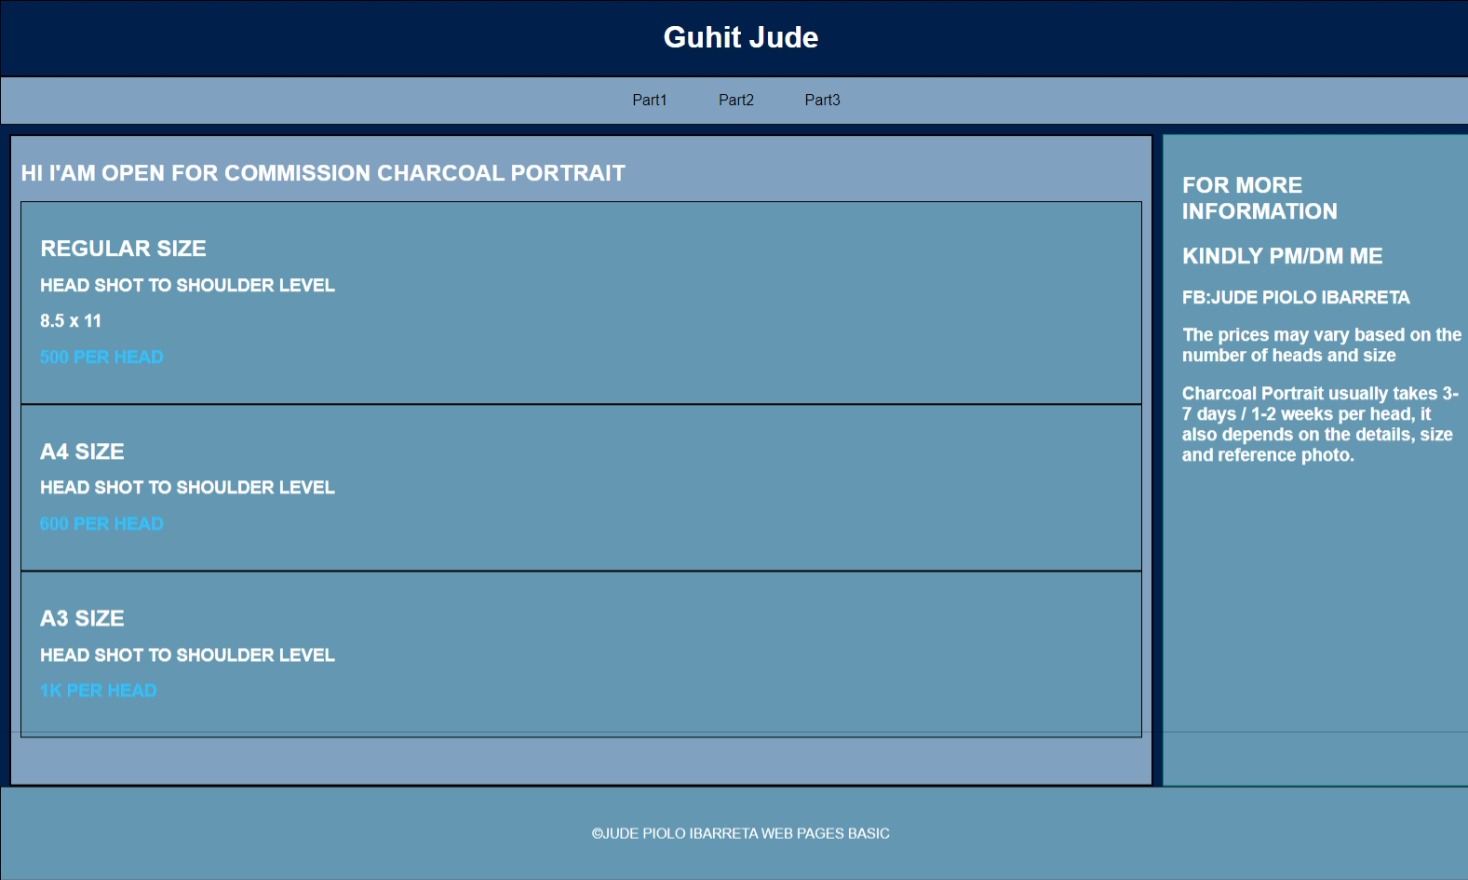 Guhit Jude
Part1 Part2 Part3
HI I'AM OPEN FOR COMMISSION CHARCOAL PORTRAIT
REGULAR SIZE
HEAD SHOT TO SHOULDER LEVEL
8.5 x 11
500 PER HEAD
A4 SIZE
HEAD SHOT TO SHOULDER LEVEL
600 PER HEAD
A3 SIZE
HEAD SHOT TO SHOULDER LEVEL
1K PER HEAD
FOR MORE
INFORMATION
KINDLY PM/DM ME
FB:JUDE PIOLO IBARRETA
The prices may vary based on the
number of heads and size
Charcoal Portrait usually takes 3-
7 days / 1-2 weeks per head, it
also depends on the details, size
and reference photo.
©JUDE PIOLO IBARRETA WEB PAGES BASIC